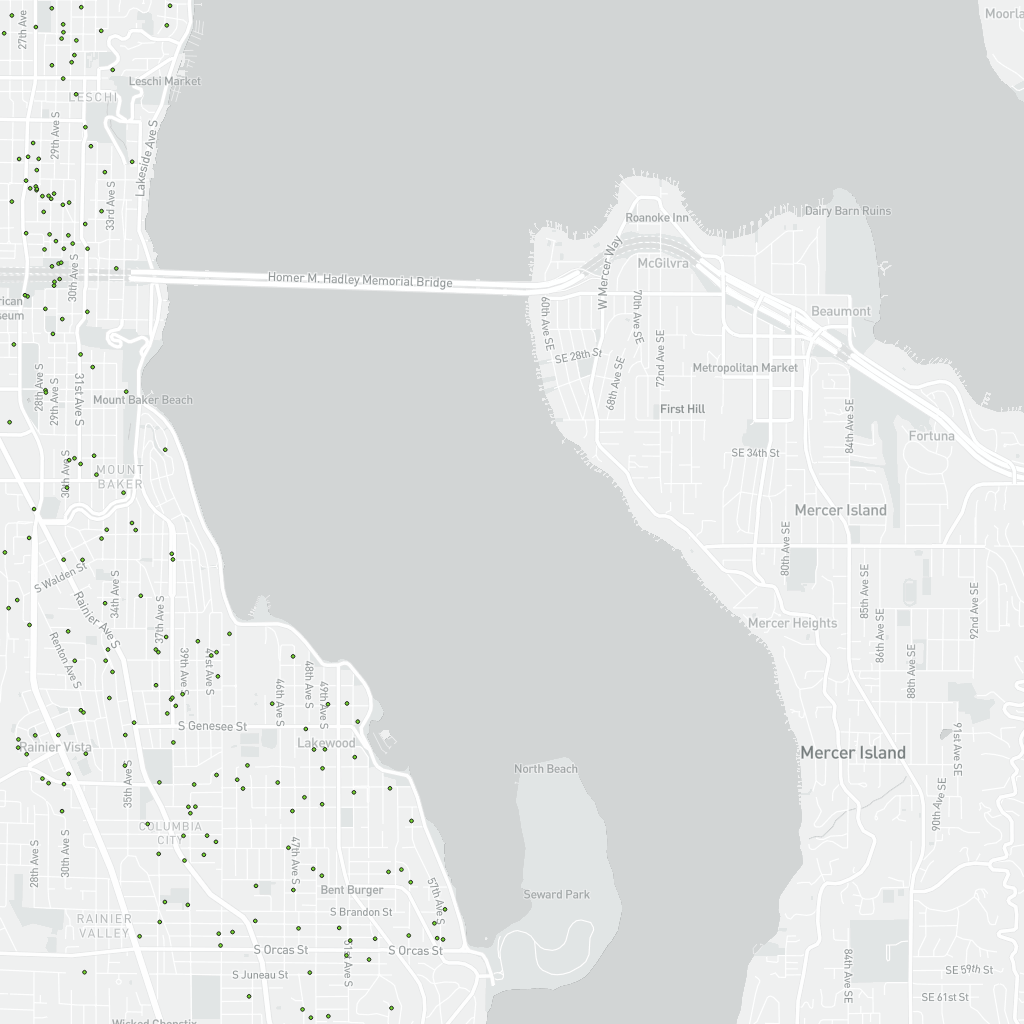 Moorla
27th Ave
Leschi Market
LESCHI
29th Ave S
Lakeside Ave S
33rd Ave S
Roanoke Inn
Dairy Barn Ruins
W Mercer Way
McGilvra
30th Ave S
Homer M. Hadley Memorial Bridge
rican
seum
60th Ave SE
70th Ave SE
Beaumont
72nd Ave SE
SE 28th St
Metropolitan Market
28th Ave S
29th Ave S
31st Ave S
68th Ave SE
Mount Baker Beach
First Hill
84th Ave SE
Fortuna
SE 34th St
30th Ave S
MOUNT
BAKER
Mercer Island
80th Ave SE
S Walden St
34th Ave S
Rainier Ave S
37th Ave S
85th Ave SE
92nd Ave SE
86th Ave SE
Mercer Heights
Renton Ave S
39th Ave S
41st Ave S
48th Ave S
46th Ave S
49th Ave S
88th Ave SE
S Genesee St
Lakewood
91st Ave SE
Rainier Vista
Mercer Island
North Beach
35th Ave S
90th Ave SE
COLUMBIA
CITY
28th Ave S
30th Ave S
47th Ave S
Bent Burger
57th Ave S
Seward Park
S Brandon St
RAINIER
VALLEY
S Orcas St
51st Ave S
S Orcas St
S Juneau St
84th Ave SE
SE 59th St
SE 61st St
Wicked Chopstix